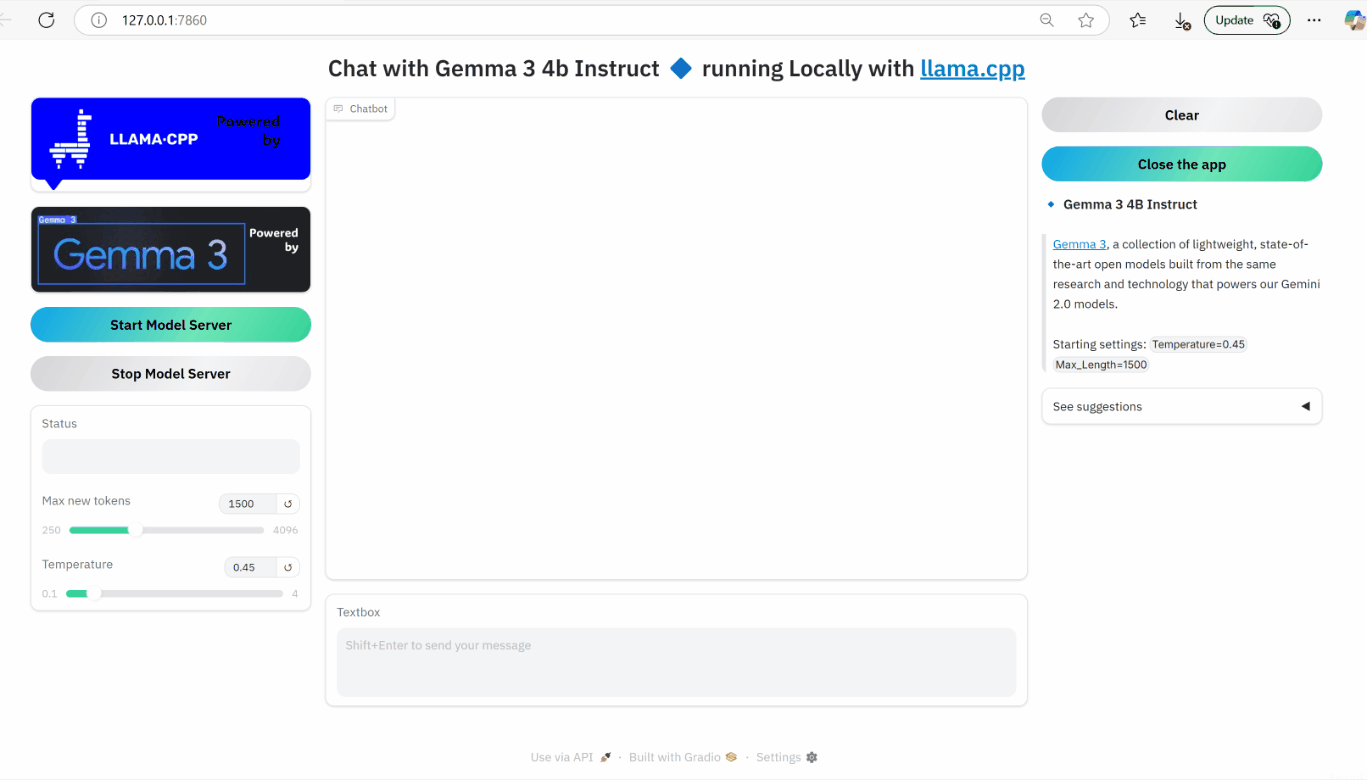 127.0.0.1:7860
Update
Chat with Gemma 3 4b Instruct 🔹 running Locally with llama.cpp
LLAMA·CPP
Powered
by
Gemma 3
Gemma 3
Powered
by
Start Model Server
Stop Model Server
Status
Max new tokens
1500
250
4096
Temperature
0.45
0.1
4
Chatbot
Textbox
Shift+Enter to send your message
Clear
Close the app
Gemma 3 4B Instruct
Gemma 3, a collection of lightweight, state-of-
the-art open models built from the same
research and technology that powers our Gemini
2.0 models.
Starting settings: Temperature=0.45
Max_Length=1500
See suggestions
Use via API · Built with Gradio · Settings